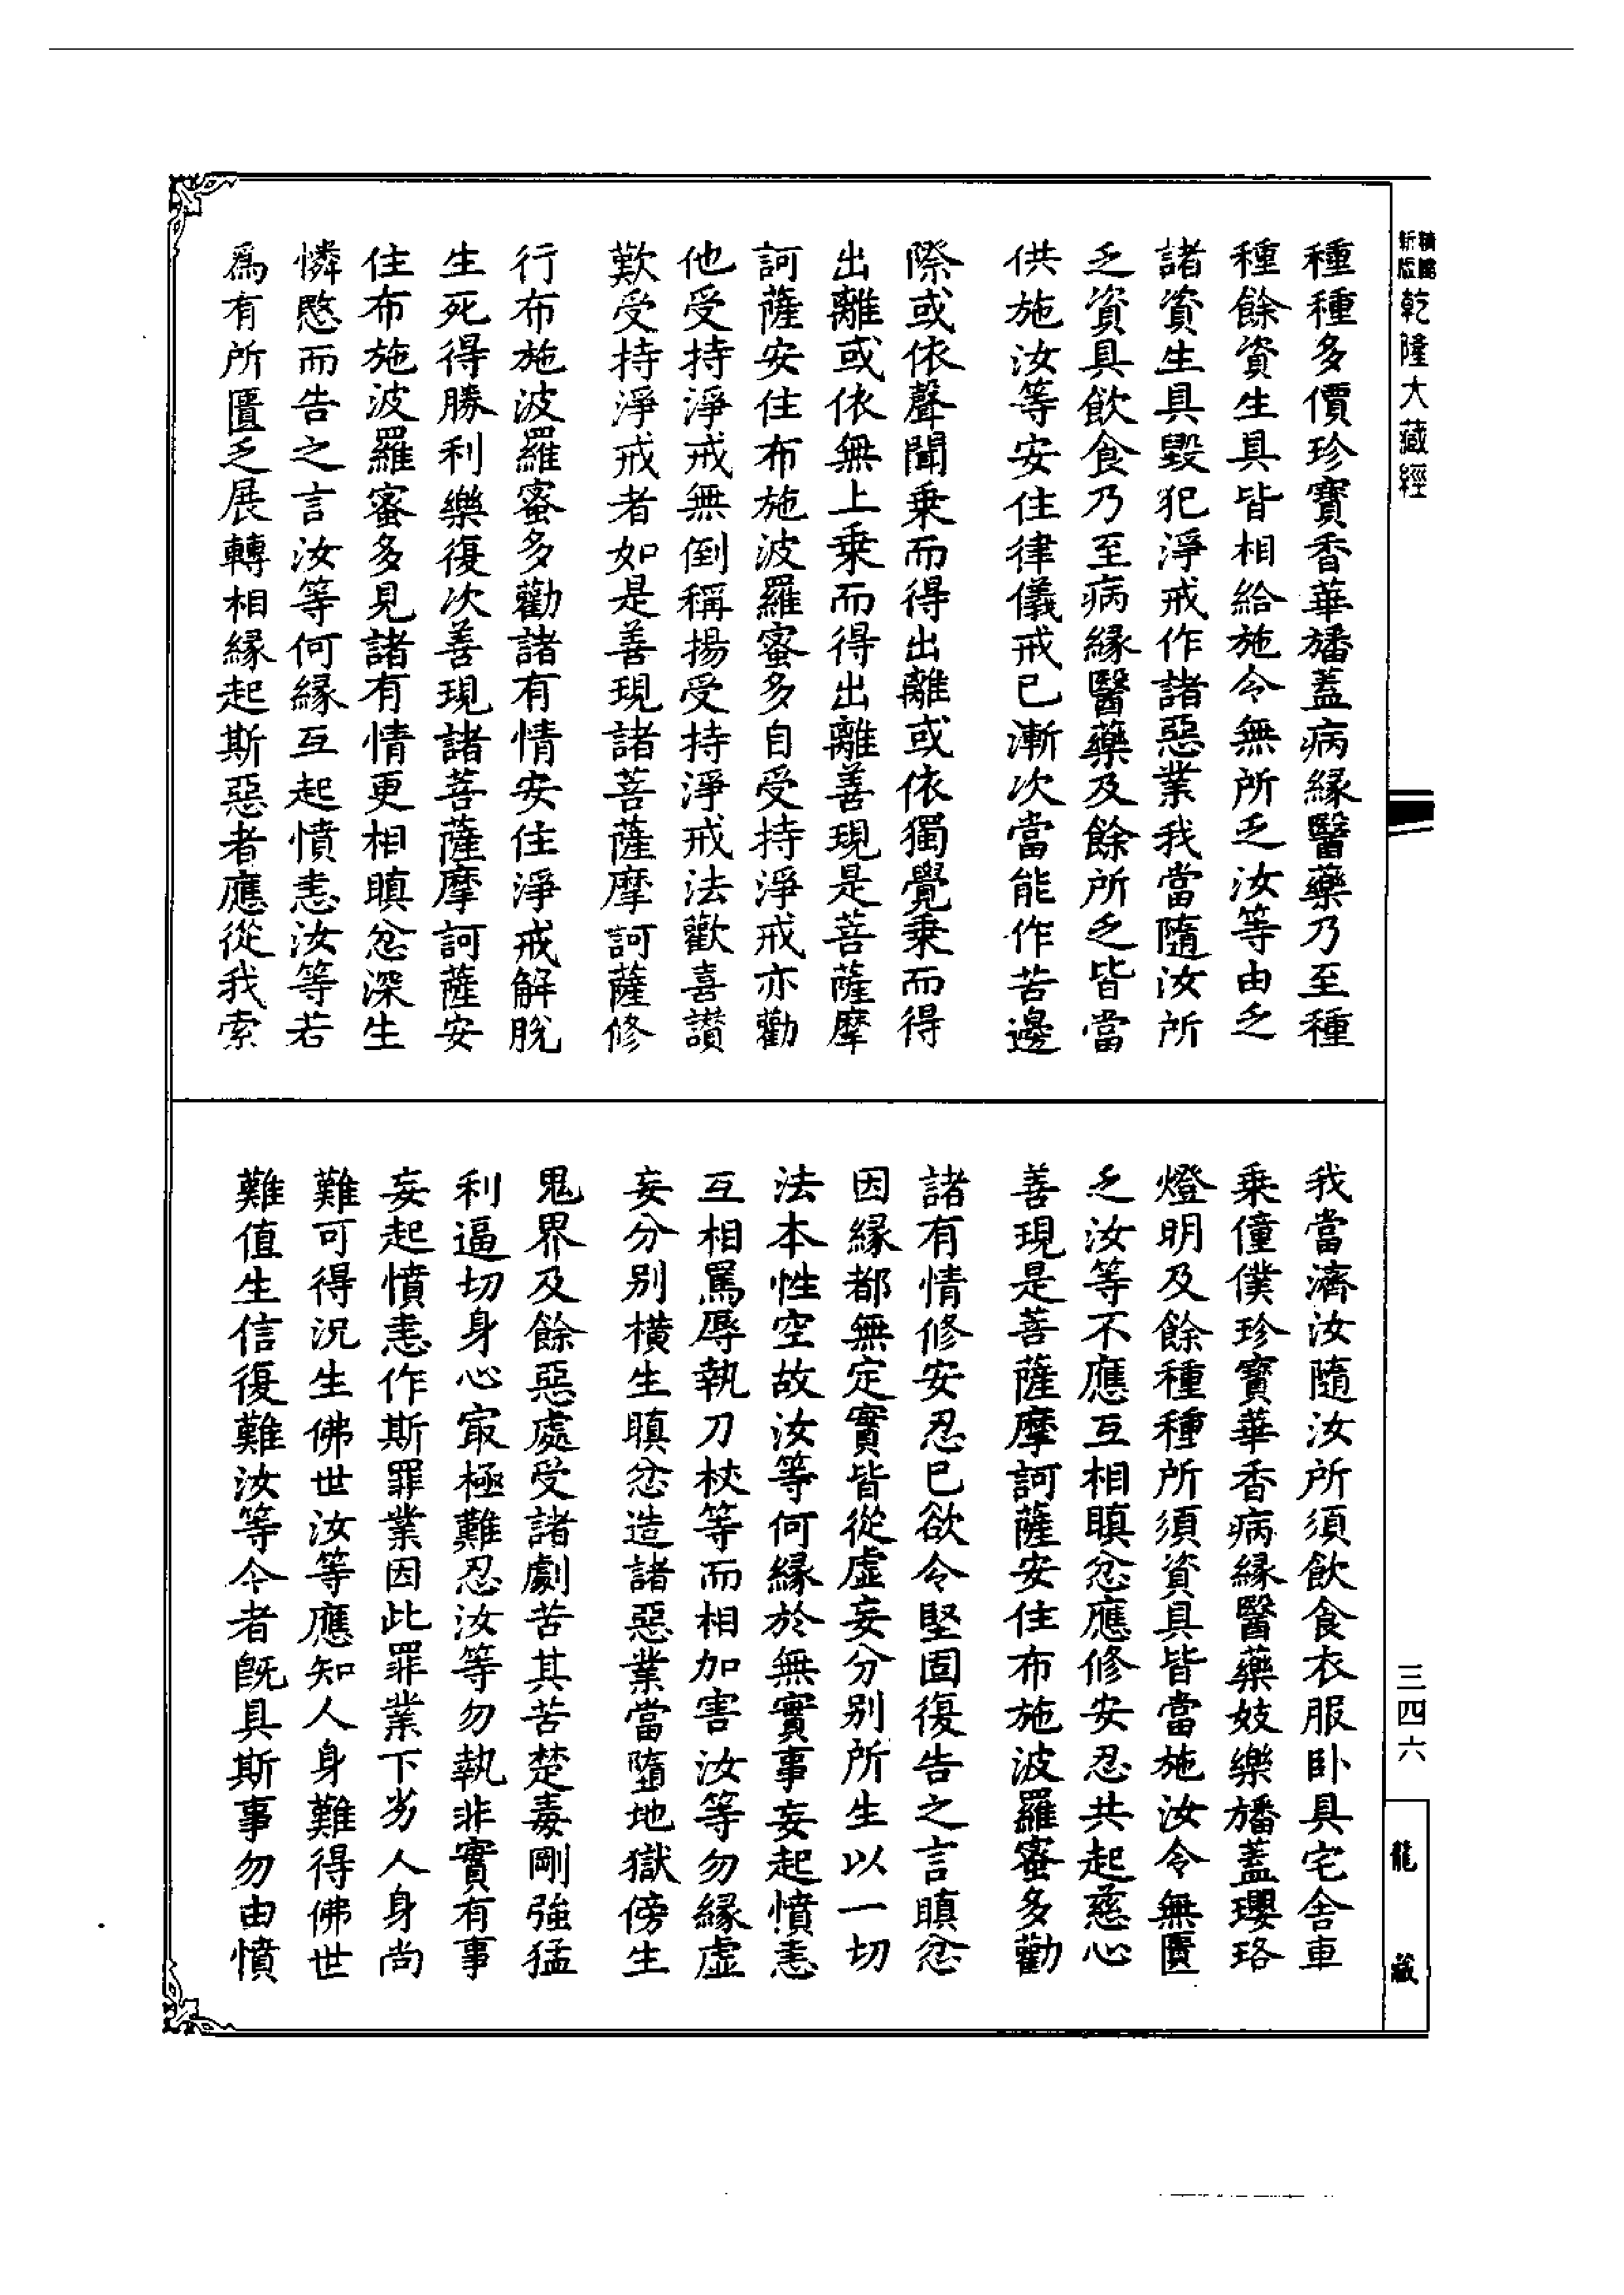 新版
乾隆大藏經
種種多價珍寶香華旛蓋病緣醫藥乃至種
種餘資生具皆相給施令無所乏汝等由乏
諸資生具毀犯淨戒作諸惡業我當隨汝所
乏資具飲食乃至病緣醫藥及餘所乏皆當
供施汝等安住律儀戒已漸次當能作苦邊
際或依聲聞乘而得出離或依獨覺乘而得
出離或依無上乘而得出離善現是菩薩摩
訶薩安住布施波羅蜜多自受持淨戒亦勸
他受持淨戒無倒稱揚受持淨戒法歡喜讃
歎受持淨戒者如是善現諸菩薩摩訶薩修
行布施波羅蜜多勸諸有情安住淨戒解脫
生死得勝利樂復次善現諸菩薩摩訶薩安
住布施波羅蜜多見諸有情更相瞋忿深生
憐愍而告之言汝等何緣互起憤恚汝等若
爲有所匱乏展轉相緣起斯惡者應從我索
我當濟汝隨汝所須飲食衣服卧具宅舍車
乘僮僕珍寶華香病緣醫藥妓樂旛蓋瓔珞
燈明及餘種種所須資具皆當施汝令無匱
乏汝等不應互相瞋忿應修安忍共起慈心
善現是菩薩摩訶薩安住布施波羅蜜多勸
諸有情修安忍已欲令堅固復告之言瞋忿
因緣都無定實皆從虛妄分別所生以一切
法本性空故汝等何緣於無實事妄起憤恚
互相罵辱執刀杖等而相加害汝等勿緣虛
妄分別橫生瞋忿造諸惡業當墮地獄傍生
鬼界及餘惡處受諸劇苦其苦楚毒剛強猛
利逼切身心㝡極難忍汝等勿執非實有事
妄起憤恚作斯罪業因此罪業下劣人身尚
難可得況生佛世汝等應知人身難得佛世
難值生信復難汝等今者旣具斯事勿由憤
三四六
龍藏